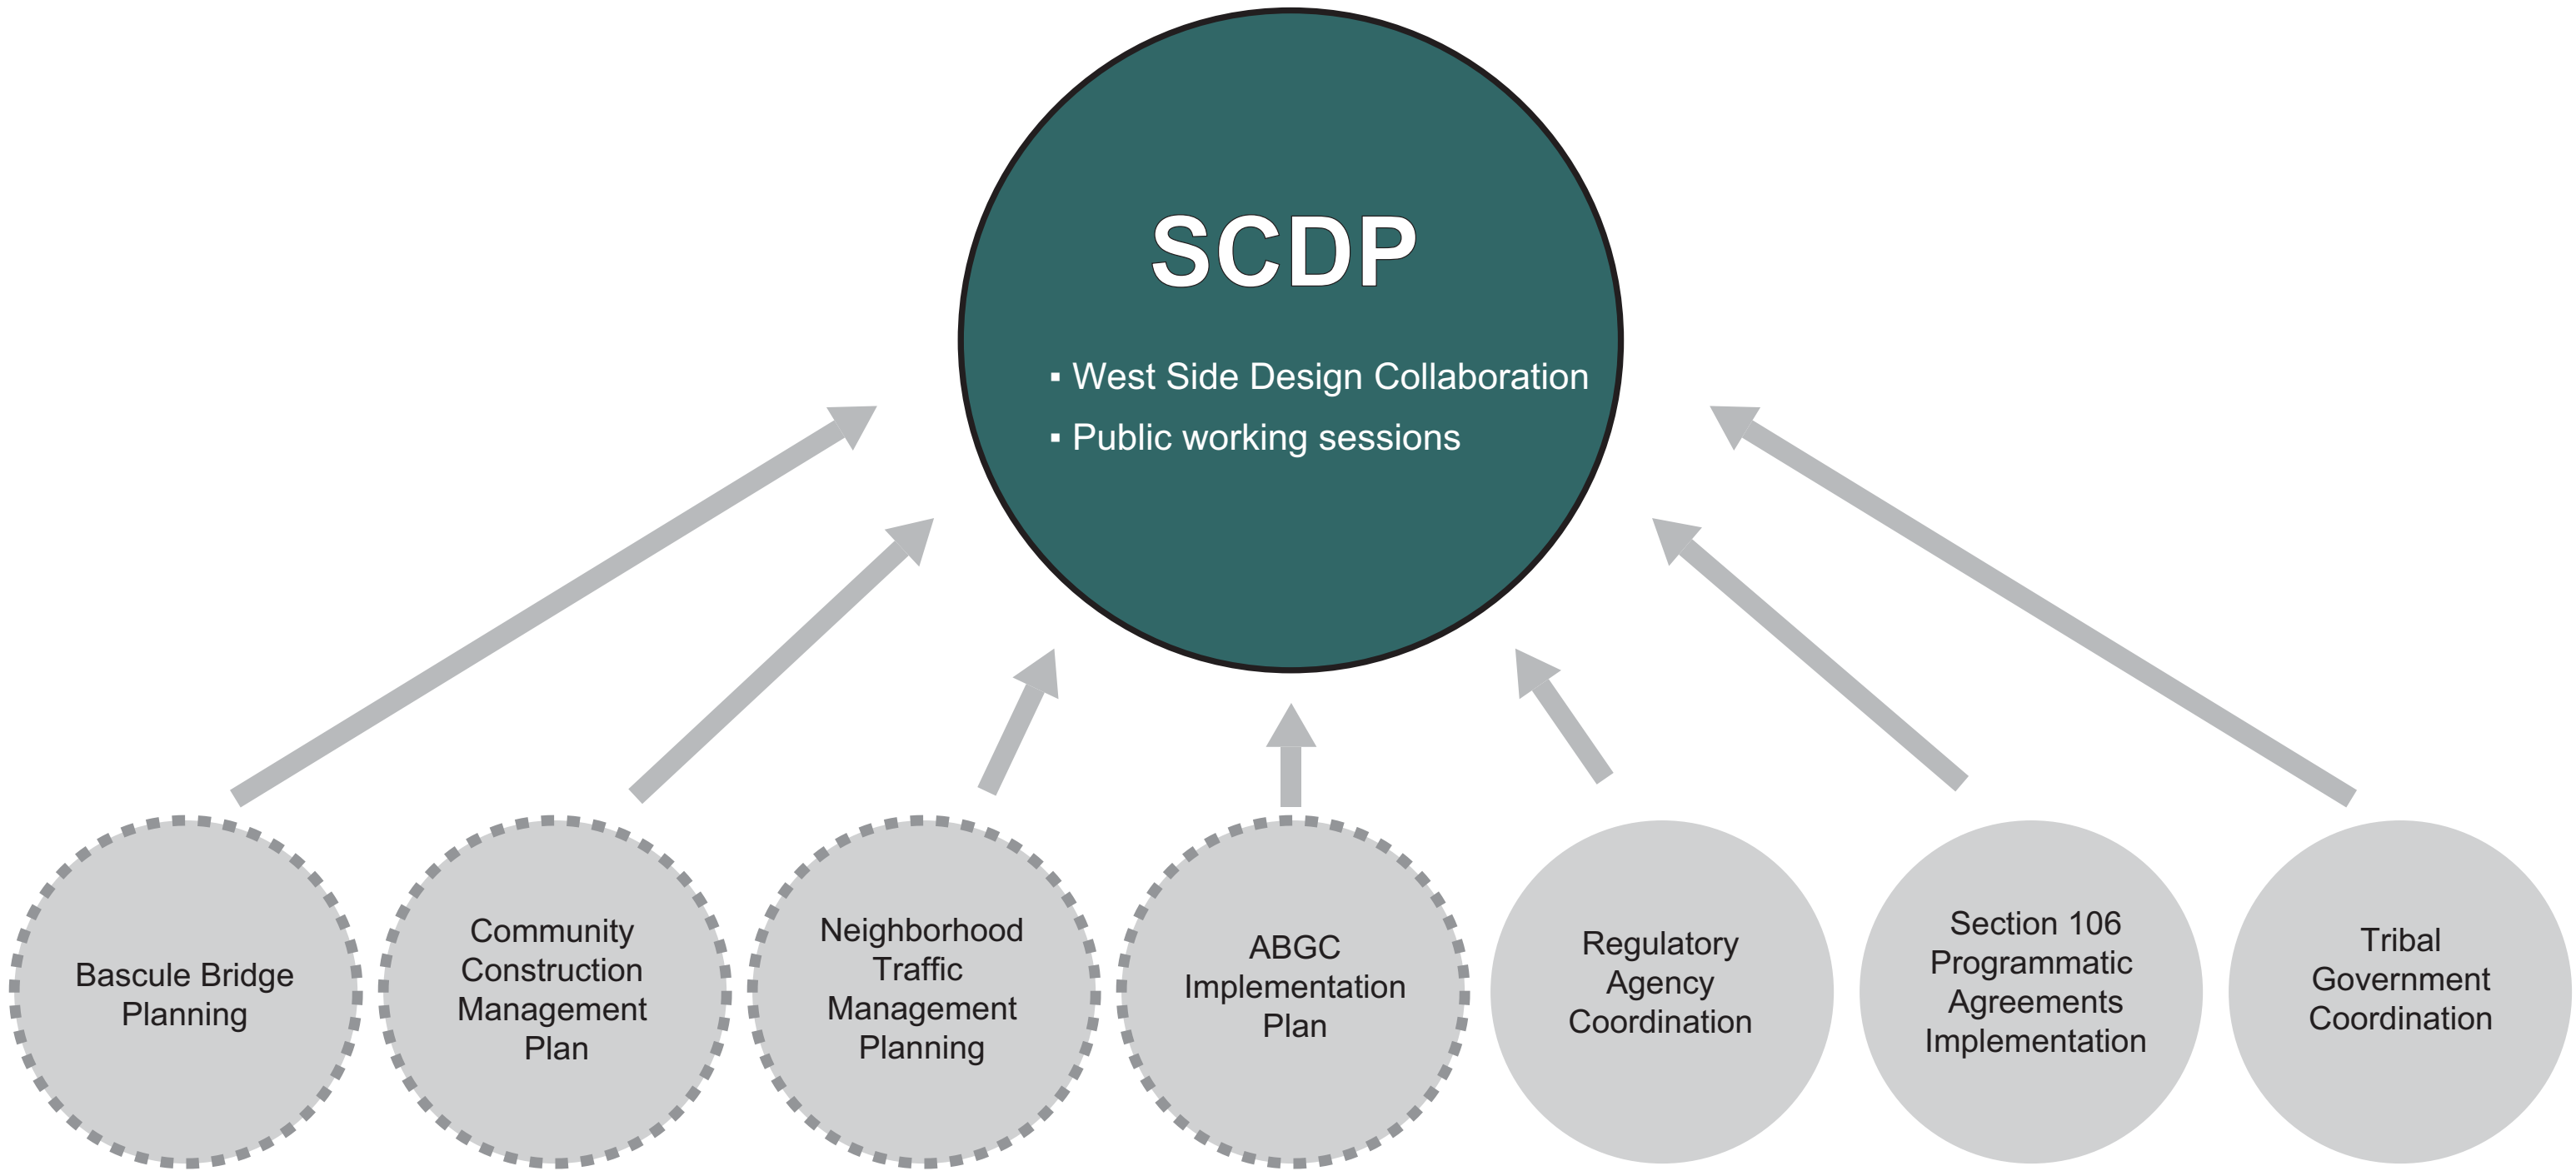 SCDP
▪ West Side Design Collaboration
▪ Public working sessions
Bascule Bridge
Planning
Community
Construction
Management
Plan
Neighborhood
Traffic
Management
Planning
ABGC
Implementation
Plan
Regulatory
Agency
Coordination
Section 106
Programmatic
Agreements
Implementation
Tribal
Government
Coordination